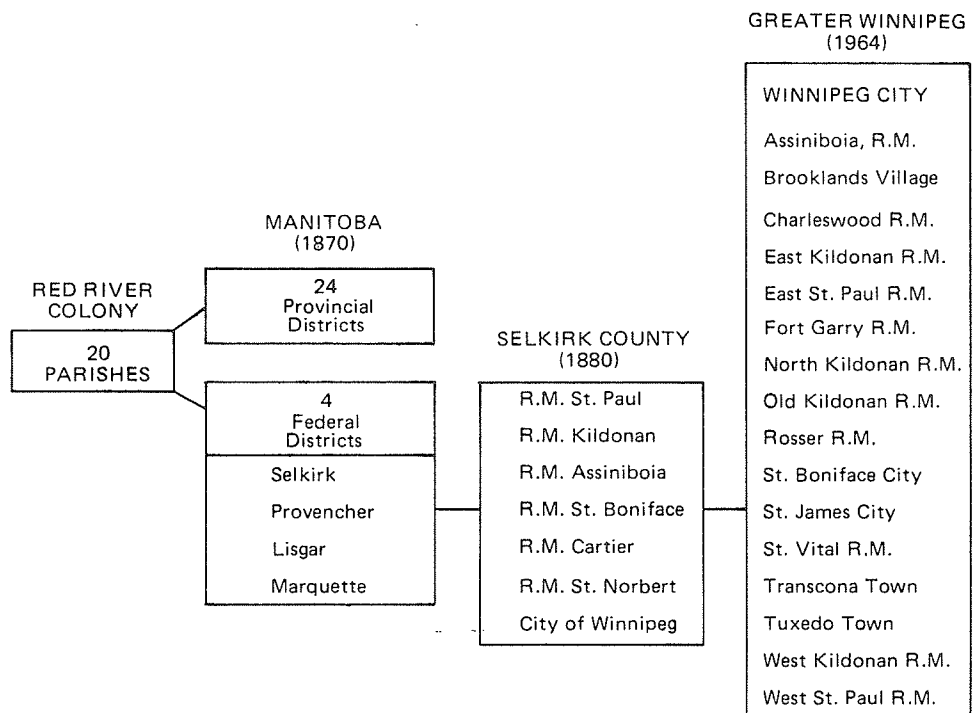 RED RIVER
COLONY
20
PARISHES
MANITOBA
(1870)
24
Provincial
Districts
4
Federal
Districts
Selkirk
Provencher
Lisgar
Marquette
SELKIRK COUNTY
(1880)
R.M. St. Paul
R.M. Kildonan
R.M. Assiniboia
R.M. St. Boniface
R.M. Cartier
R.M. St. Norbert
City of Winnipeg
GREATER WINNIPEG
(1964)
WINNIPEG CITY
Assiniboia, R.M.
Brooklands Village
Charleswood R.M.
East Kildonan R.M.
East St. Paul R.M.
Fort Garry R.M.
North Kildonan R.M.
Old Kildonan R.M.
Rosser R.M.
St. Boniface City
St. James City
St. Vital R.M.
Transcona Town
Tuxedo Town
West Kildonan R.M.
West St. Paul R.M.